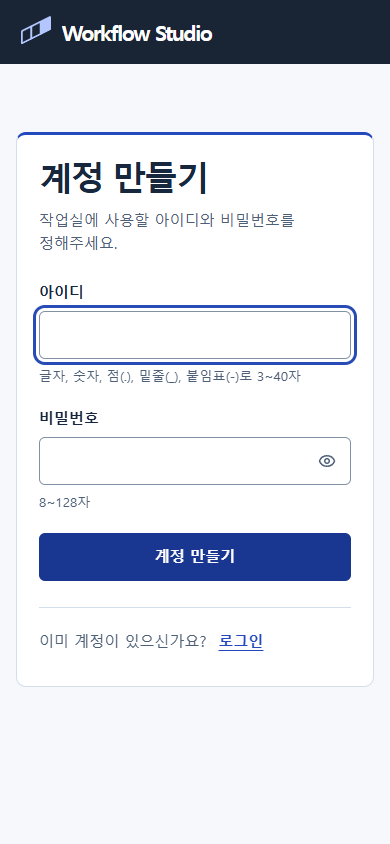 Workflow Studio
계정 만들기
작업실에 사용할 아이디와 비밀번호를
정해주세요.
아이디
글자, 숫자, 점(.), 밑줄(_), 붙임표(-)로 3~40자
비밀번호
8~128자
계정 만들기
이미 계정이 있으신가요? 로그인